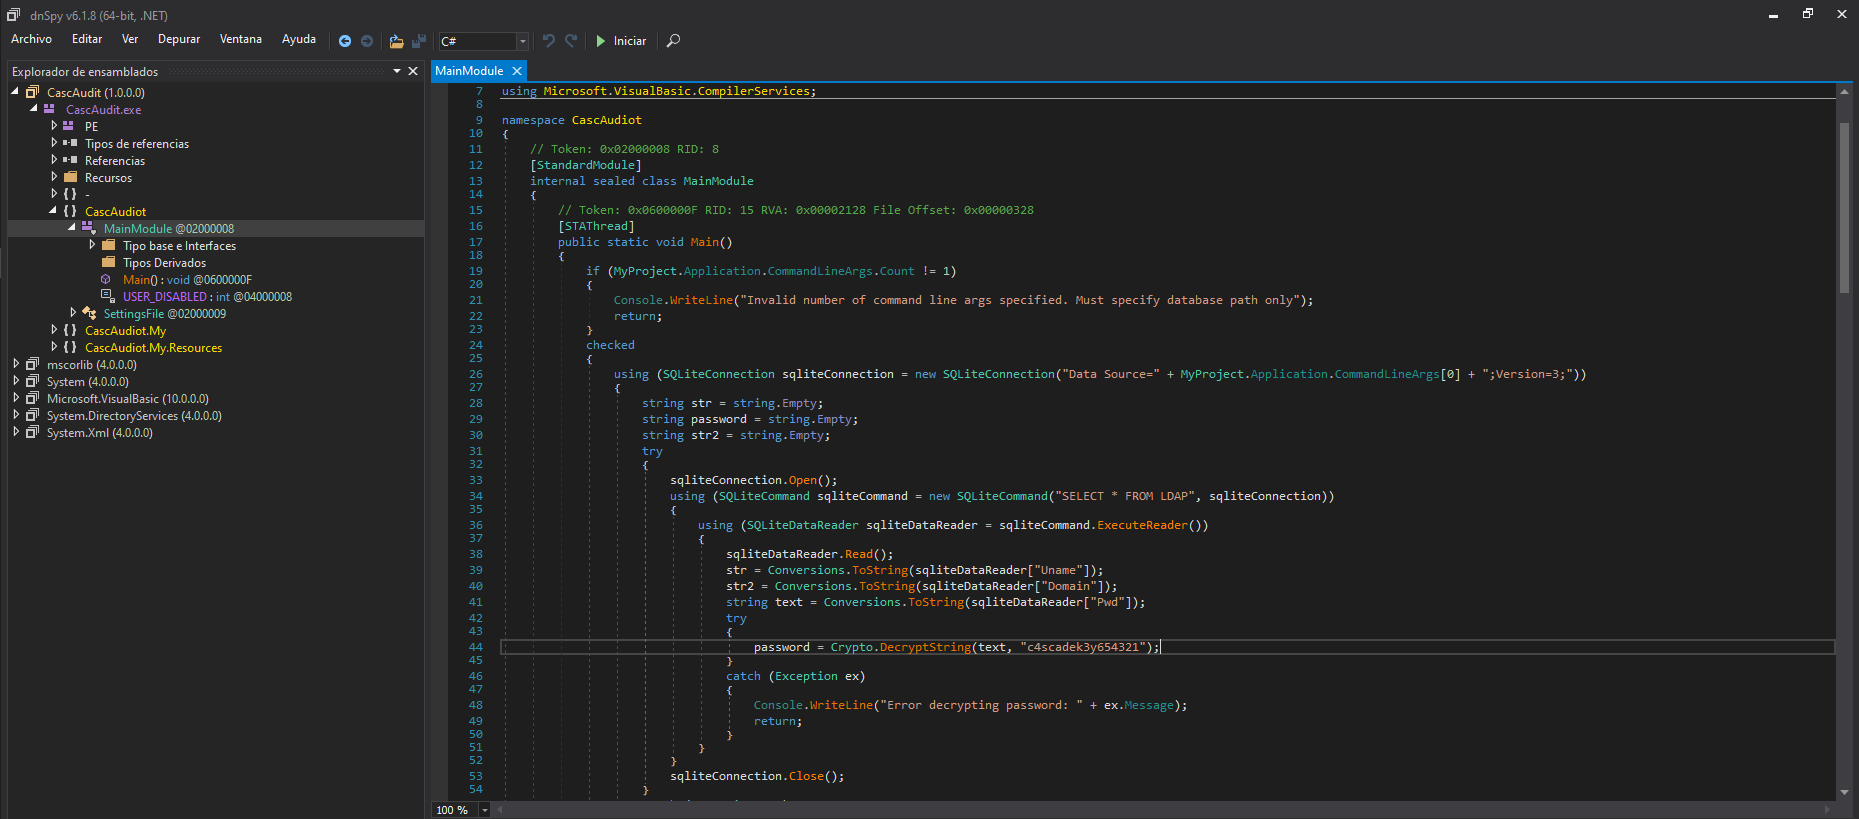 dnSpy v6.1.8 (64-bit, .NET)
Archivo Editar Ver Depurar Ventana Ayuda C# Iniciar
Explorador de ensamblados
CascAudit (1.0.0.0)
CascAudit.exe
PE
Tipos de referencias
Referencias
Recursos
{ } -
{ } CascAudiot
MainModule @02000008
Tipo base e Interfaces
Tipos Derivados
Main() : void @0600000F
USER_DISABLED : int @04000008
SettingsFile @02000009
{ } CascAudiot.My
{ } CascAudiot.My.Resources
mscorlib (4.0.0.0)
System (4.0.0.0)
Microsoft.VisualBasic (10.0.0.0)
System.DirectoryServices (4.0.0.0)
System.Xml (4.0.0.0)
MainModule
7 using Microsoft.VisualBasic.CompilerServices;
8
9 namespace CascAudiot
10 {
11 // Token: 0x02000008 RID: 8
12 [StandardModule]
13 internal sealed class MainModule
14 {
15 // Token: 0x0600000F RID: 15 RVA: 0x00002128 File Offset: 0x00000328
16 [STAThread]
17 public static void Main()
18 {
19 if (MyProject.Application.CommandLineArgs.Count != 1)
20 {
21 Console.WriteLine("Invalid number of command line args specified. Must specify database path only");
22 return;
23 }
24 checked
25 {
26 using (SQLiteConnection sqliteConnection = new SQLiteConnection("Data Source=" + MyProject.Application.CommandLineArgs[0] + ";Version=3;"))
27 {
28 string str = string.Empty;
29 string password = string.Empty;
30 string str2 = string.Empty;
31 try
32 {
33 sqliteConnection.Open();
34 using (SQLiteCommand sqliteCommand = new SQLiteCommand("SELECT * FROM LDAP", sqliteConnection))
35 {
36 using (SQLiteDataReader sqliteDataReader = sqliteCommand.ExecuteReader())
37 {
38 sqliteDataReader.Read();
39 str = Conversions.ToString(sqliteDataReader["Uname"]);
40 str2 = Conversions.ToString(sqliteDataReader["Domain"]);
41 string text = Conversions.ToString(sqliteDataReader["Pwd"]);
42 try
43 {
44 password = Crypto.DecryptString(text, "c4scadek3y654321");
45 }
46 catch (Exception ex)
47 {
48 Console.WriteLine("Error decrypting password: " + ex.Message);
49 return;
50 }
51 }
52 }
53 sqliteConnection.Close();
54 }
100 %